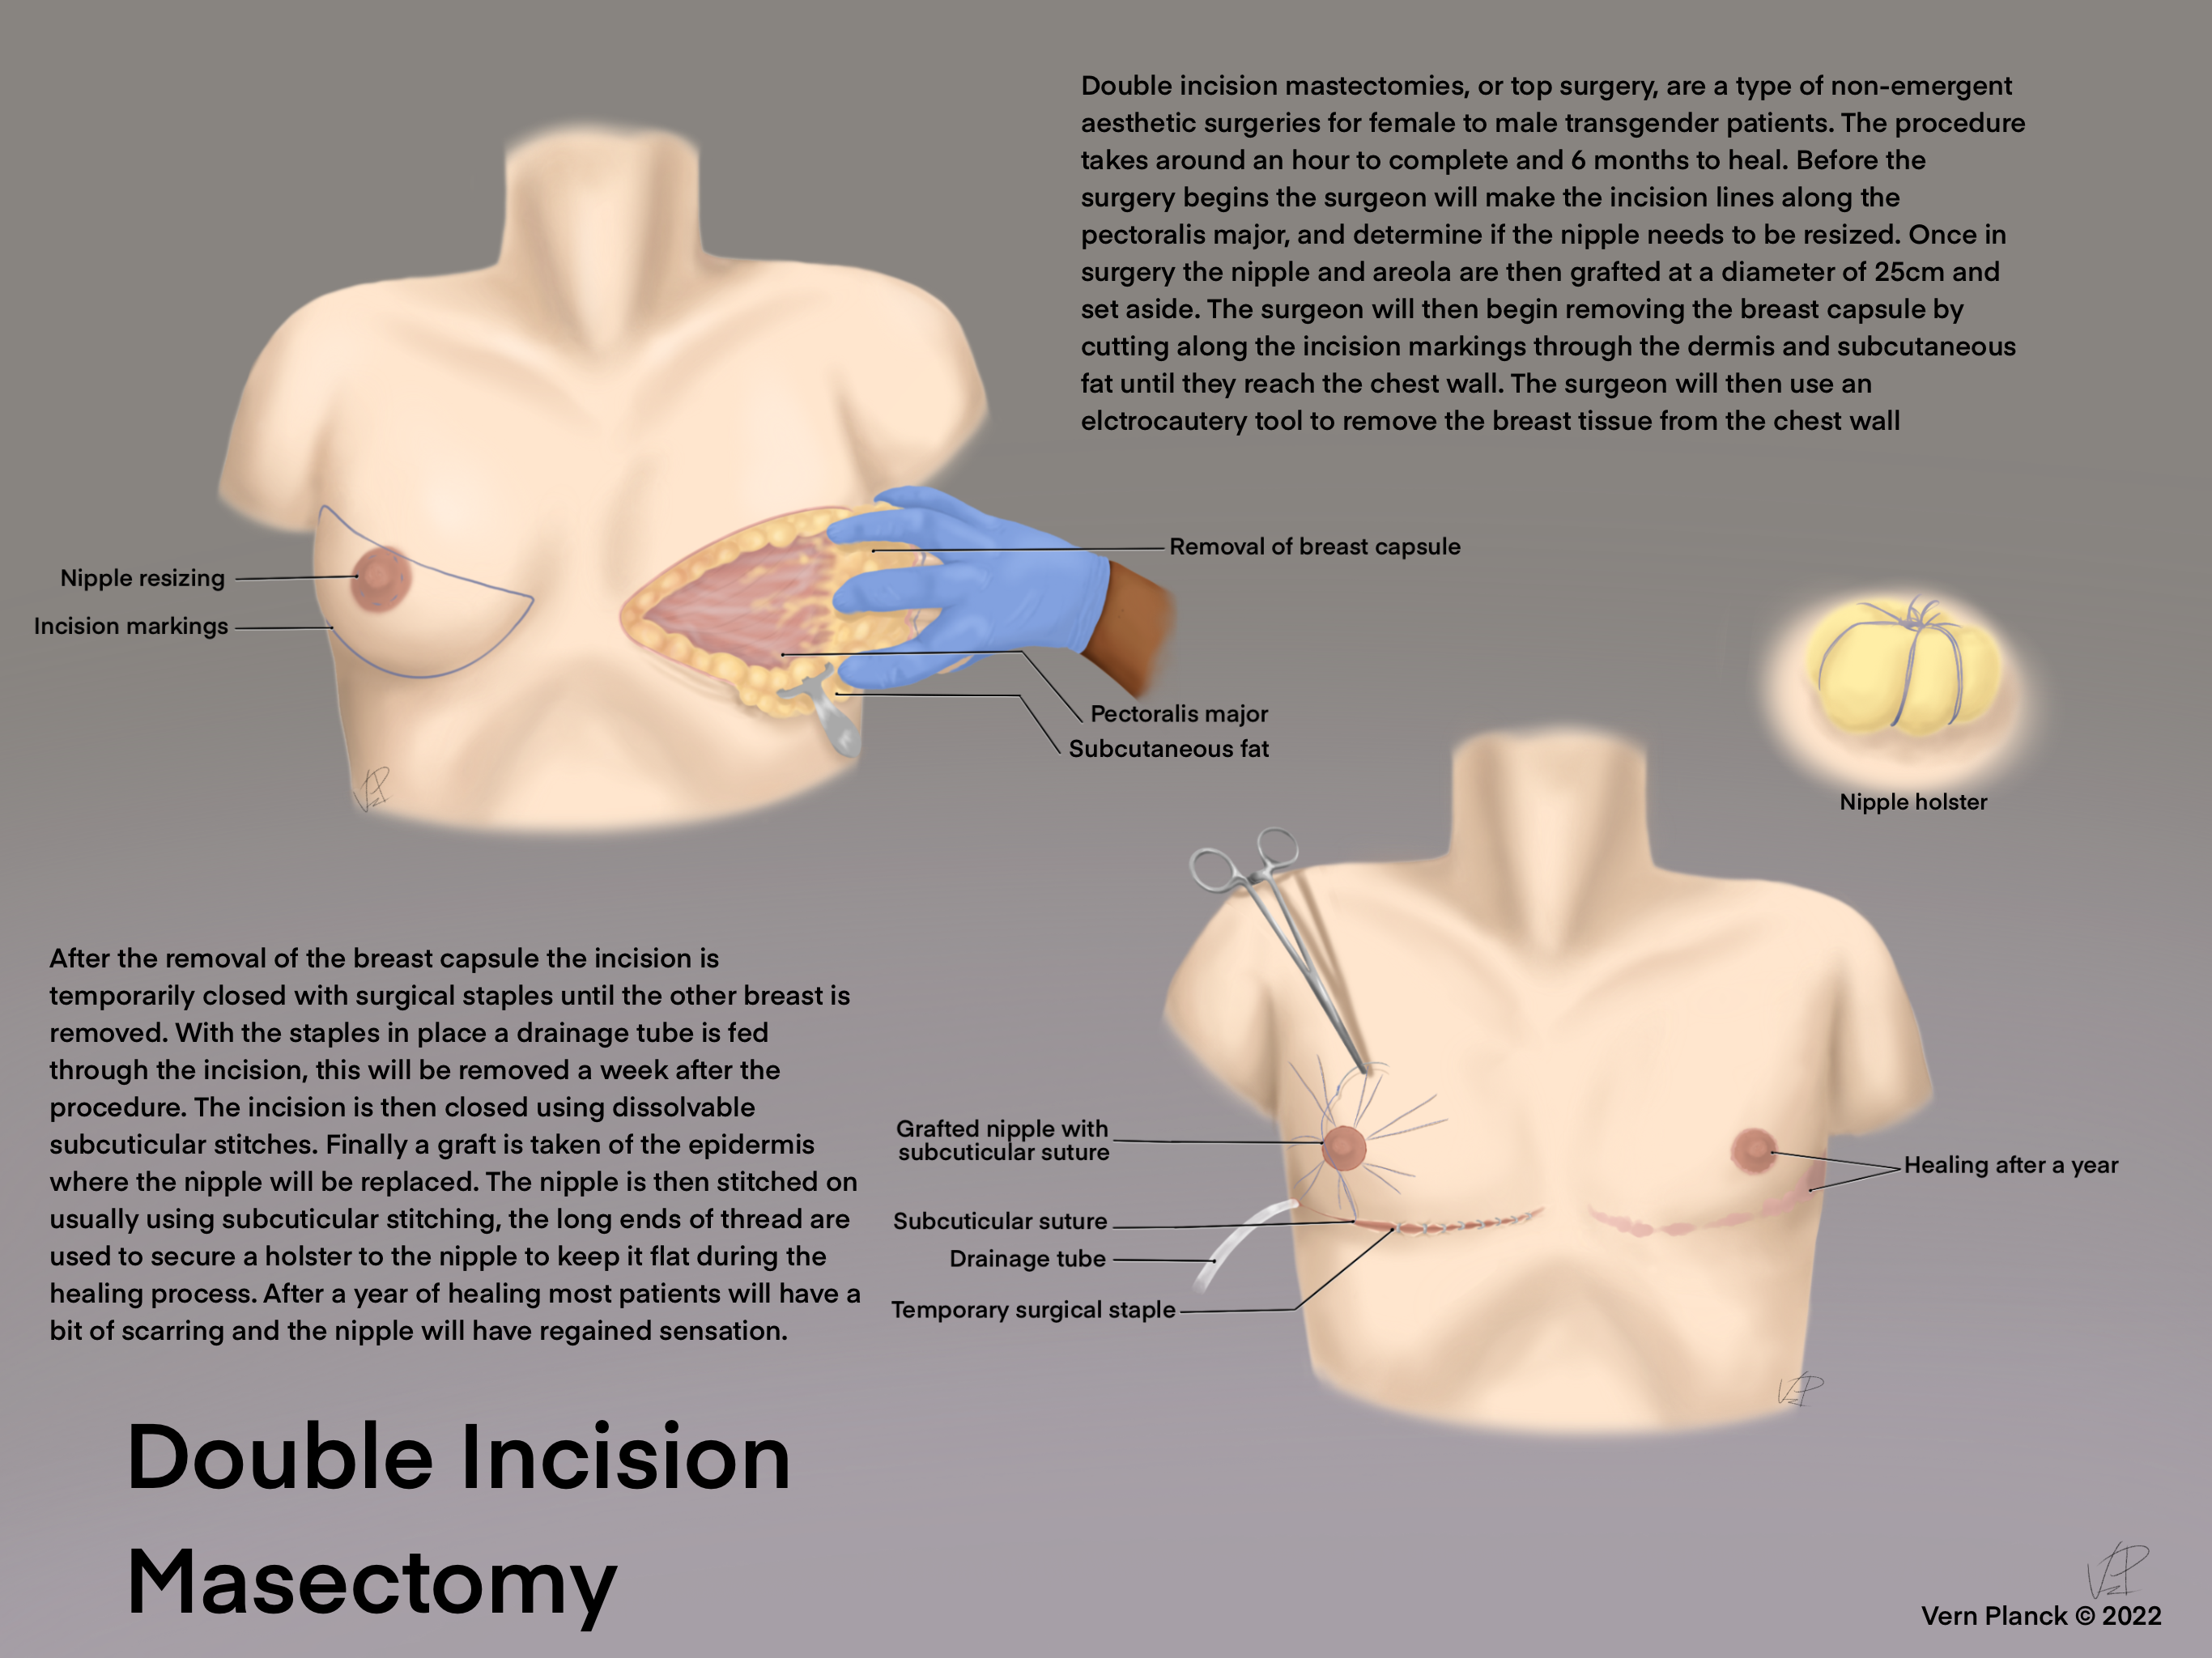 Double incision mastectomies, or top surgery, are a type of non-emergent
aesthetic surgeries for female to male transgender patients. The procedure
takes around an hour to complete and 6 months to heal. Before the
surgery begins the surgeon will make the incision lines along the
pectoralis major, and determine if the nipple needs to be resized. Once in
surgery the nipple and areola are then grafted at a diameter of 25cm and
set aside. The surgeon will then begin removing the breast capsule by
cutting along the incision markings through the dermis and subcutaneous
fat until they reach the chest wall. The surgeon will then use an
elctrocautery tool to remove the breast tissue from the chest wall
Removal of breast capsule
Nipple resizing
Incision markings
Pectoralis major
Subcutaneous fat
Nipple holster
After the removal of the breast capsule the incision is
temporarily closed with surgical staples until the other breast is
removed. With the staples in place a drainage tube is fed
through the incision, this will be removed a week after the
procedure. The incision is then closed using dissolvable
subcuticular stitches. Finally a graft is taken of the epidermis
where the nipple will be replaced. The nipple is then stitched on
usually using subcuticular stitching, the long ends of thread are
used to secure a holster to the nipple to keep it flat during the
healing process. After a year of healing most patients will have a
bit of scarring and the nipple will have regained sensation.
Grafted nipple with
subcuticular suture
Healing after a year
Subcuticular suture
Drainage tube
Temporary surgical staple
Double Incision
Masectomy
Vern Planck © 2022